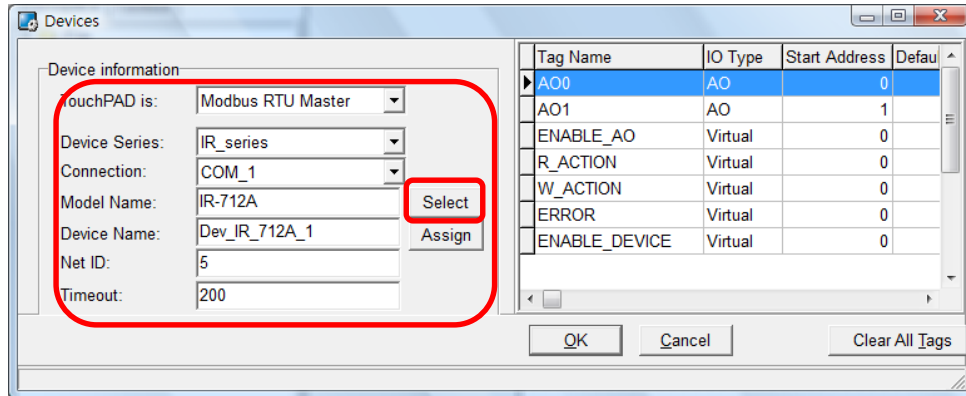 Devices
Device information
TouchPAD is: Modbus RTU Master
Device Series: IR_series
Connection: COM_1
Model Name: IR-712A Select
Device Name: Dev_IR_712A_1 Assign
Net ID: 5
Timeout: 200
Tag Name IO Type Start Address Defaul
AO0 AO 0
AO1 AO 1
ENABLE_AO Virtual 0
R_ACTION Virtual 0
W_ACTION Virtual 0
ERROR Virtual 0
ENABLE_DEVICE Virtual 0
OK Cancel Clear All Tags